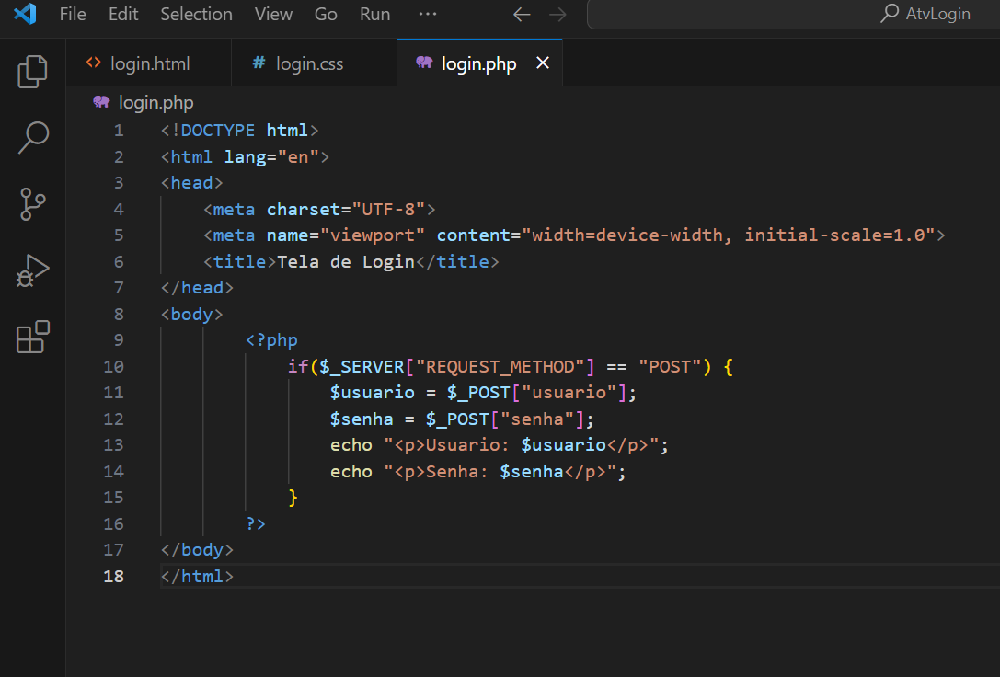 File Edit Selection View Go Run ··· ← → AtvLogin
<> login.html # login.css login.php ×
login.php
1 <!DOCTYPE html>
2 <html lang="en">
3 <head>
4     <meta charset="UTF-8">
5     <meta name="viewport" content="width=device-width, initial-scale=1.0">
6     <title>Tela de Login</title>
7 </head>
8 <body>
9         <?php
10             if($_SERVER["REQUEST_METHOD"] == "POST") {
11                 $usuario = $_POST["usuario"];
12                 $senha = $_POST["senha"];
13                 echo "<p>Usuario: $usuario</p>";
14                 echo "<p>Senha: $senha</p>";
15             }
16         ?>
17 </body>
18 </html>